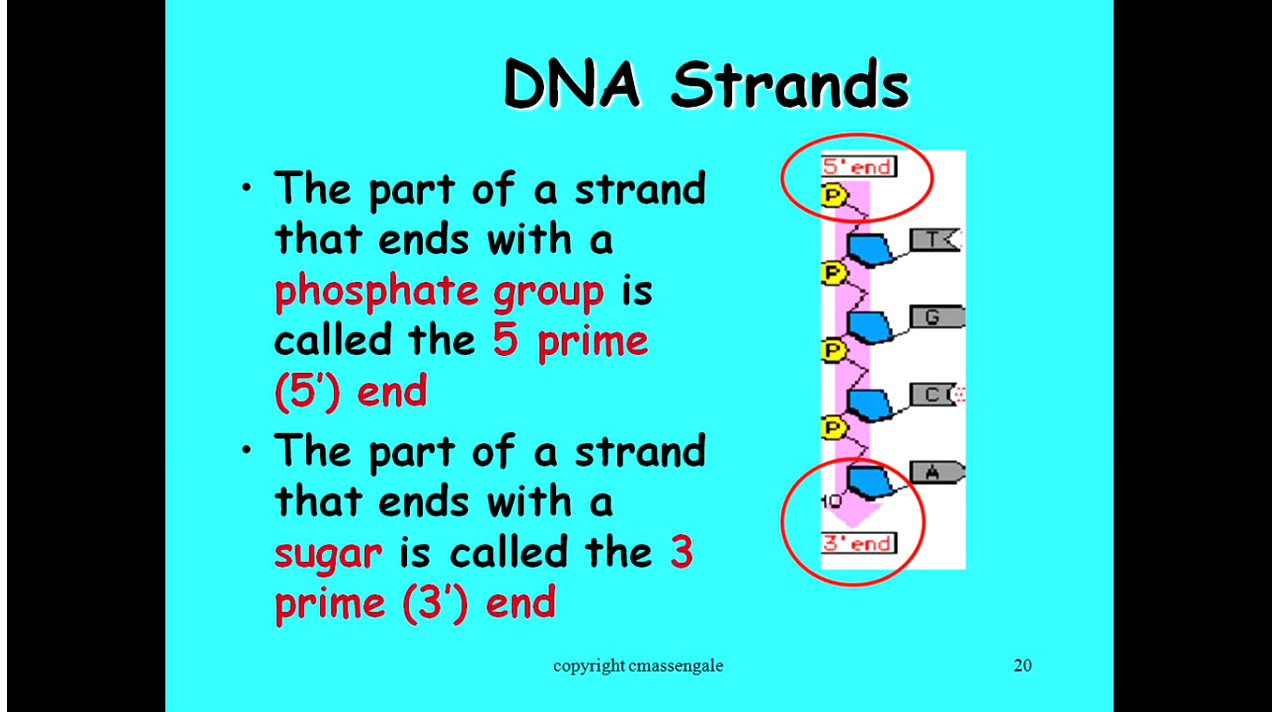 DNA Strands
• The part of a strand
that ends with a
phosphate group is
called the 5 prime
(5') end
• The part of a strand
that ends with a
sugar is called the 3
prime (3') end
5' end
P
T
P
G
P
C
P
A
3' end
copyright cmassengale
20